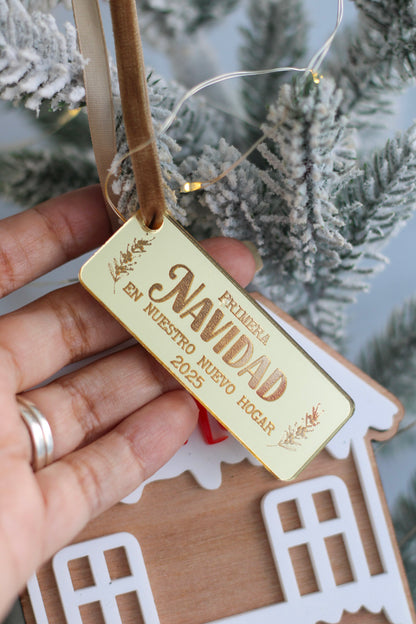 PRIMERA
NAVIDAD
EN NUESTRO NUEVO HOGAR
2025